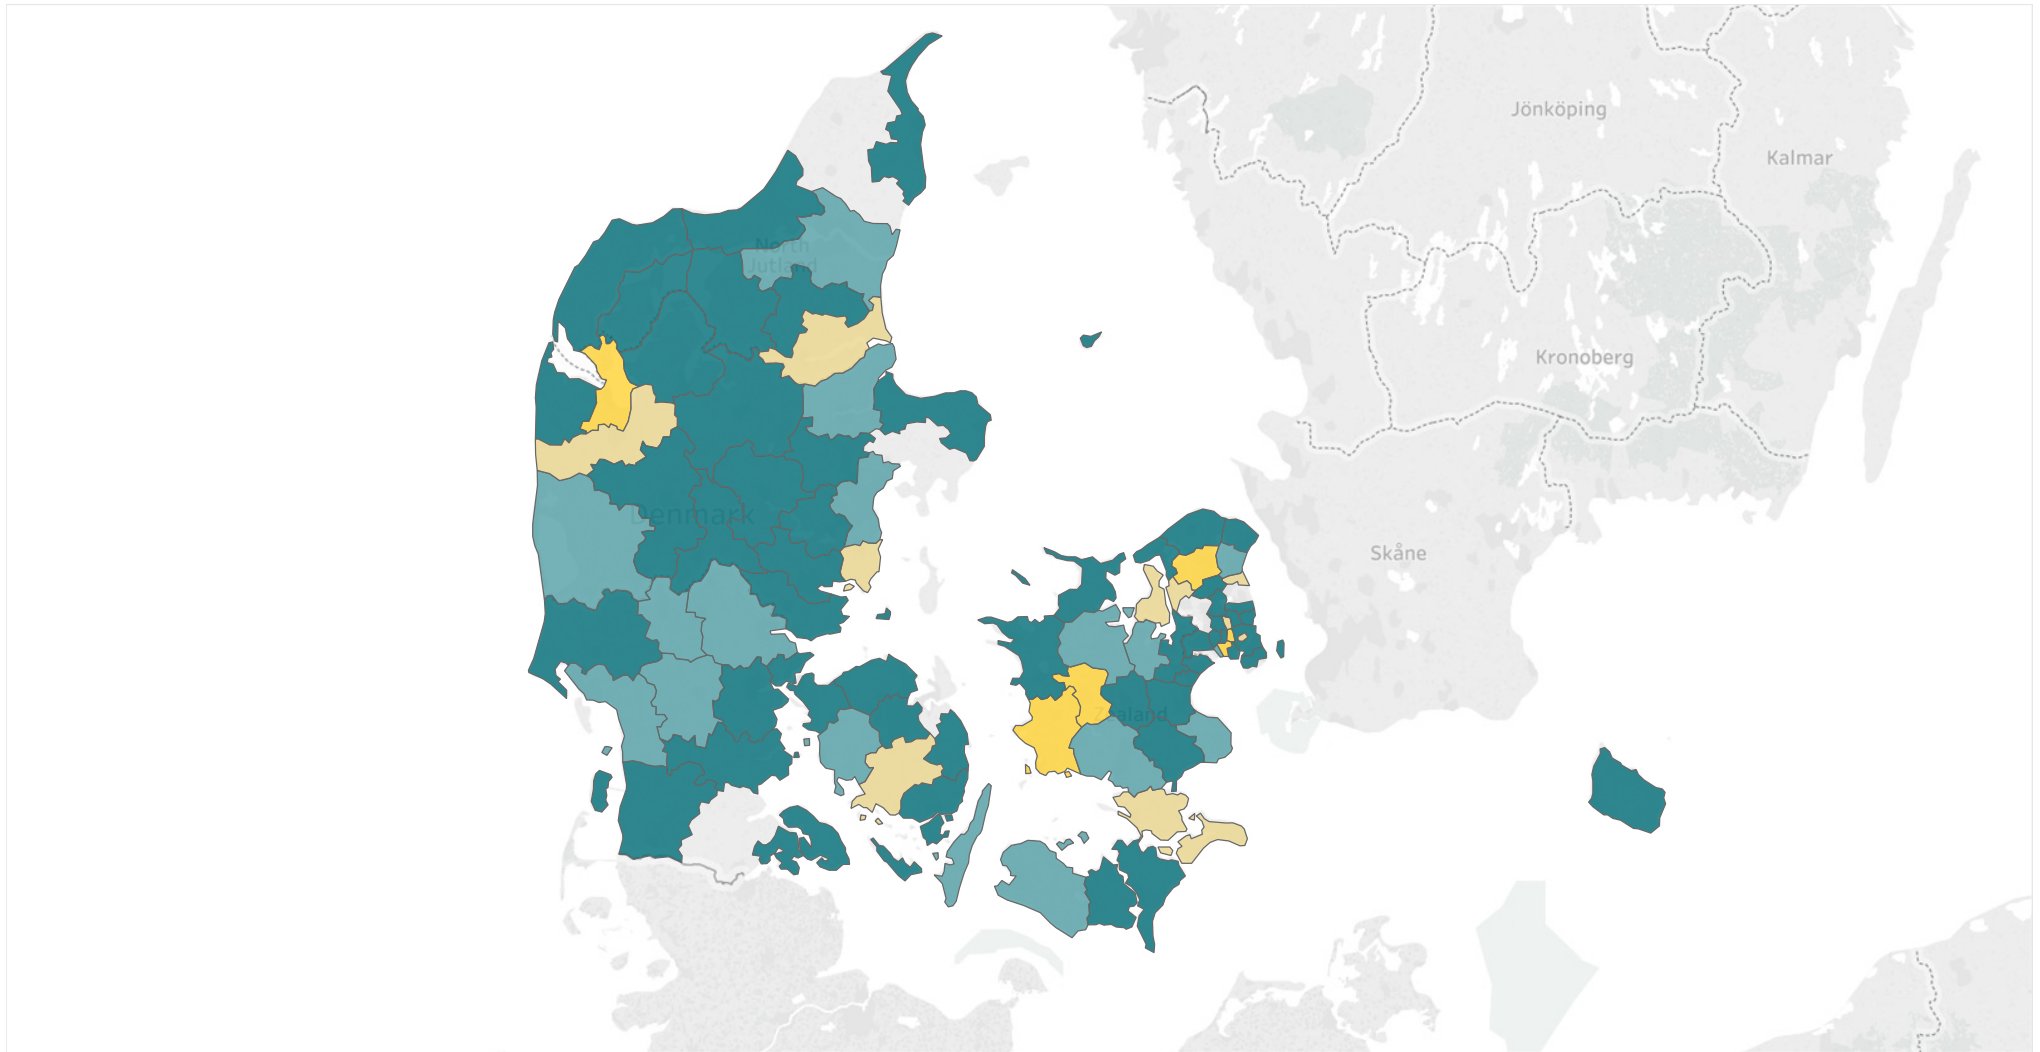 Jönköping
Kalmar
North
Jutland
Kronoberg
Denmark
Skåne
Zealand